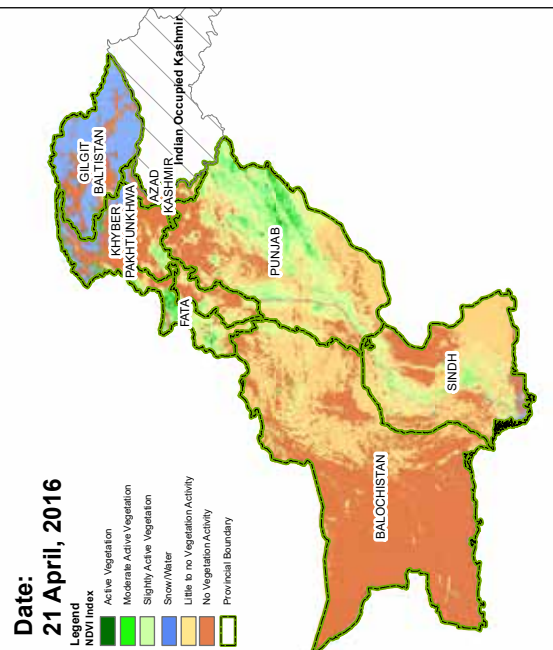 Date:
21 April, 2016
Legend
NDVI Index
Active Vegetation
Moderate Active Vegetation
Slightly Active Vegetation
Snow/Water
Little to no Vegetation Activity
No Vegetation Activity
Provincial Boundary
GILGIT
BALTISTAN
KHYBER
PAKHTUNKHWA
AZAD
KASHMIR
Indian Occupied Kashmir
FATA
PUNJAB
BALOCHISTAN
SINDH